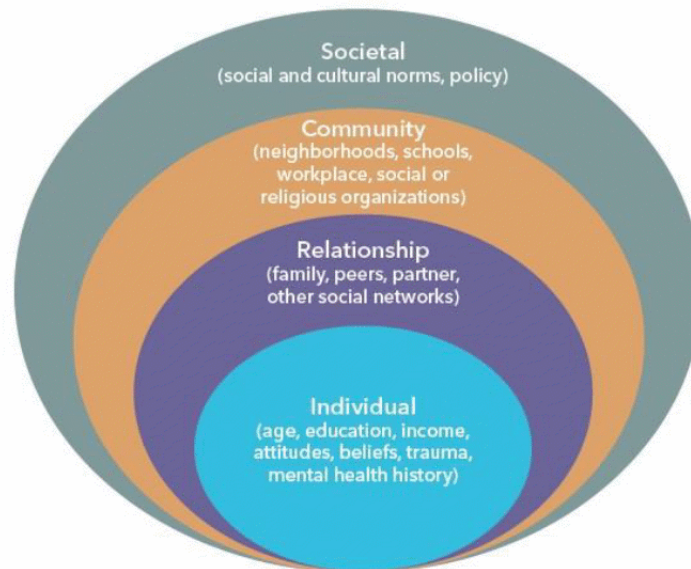 Societal
(social and cultural norms, policy)
Community
(neighborhoods, schools,
workplace, social or
religious organizations)
Relationship
(family, peers, partner,
other social networks)
Individual
(age, education, income,
attitudes, beliefs, trauma,
mental health history)